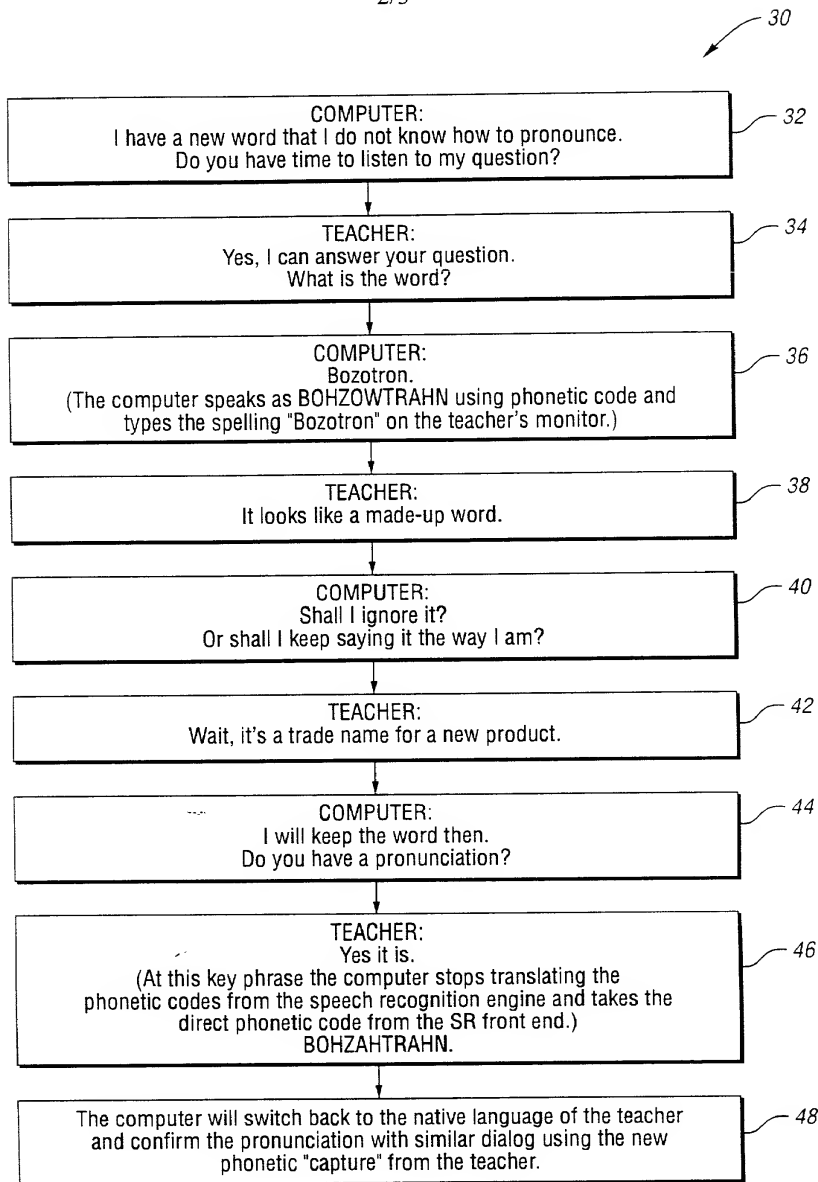 30
COMPUTER:
I have a new word that I do not know how to pronounce.
Do you have time to listen to my question?
32
TEACHER:
Yes, I can answer your question.
What is the word?
34
COMPUTER:
Bozotron.
(The computer speaks as BOHZOWTRAHN using phonetic code and
types the spelling "Bozotron" on the teacher's monitor.)
36
TEACHER:
It looks like a made-up word.
38
COMPUTER:
Shall I ignore it?
Or shall I keep saying it the way I am?
40
TEACHER:
Wait, it's a trade name for a new product.
42
COMPUTER:
I will keep the word then.
Do you have a pronunciation?
44
TEACHER:
Yes it is.
(At this key phrase the computer stops translating the
phonetic codes from the speech recognition engine and takes the
direct phonetic code from the SR front end.)
BOHZAHTRAHN.
46
The computer will switch back to the native language of the teacher
and confirm the pronunciation with similar dialog using the new
phonetic "capture" from the teacher.
48